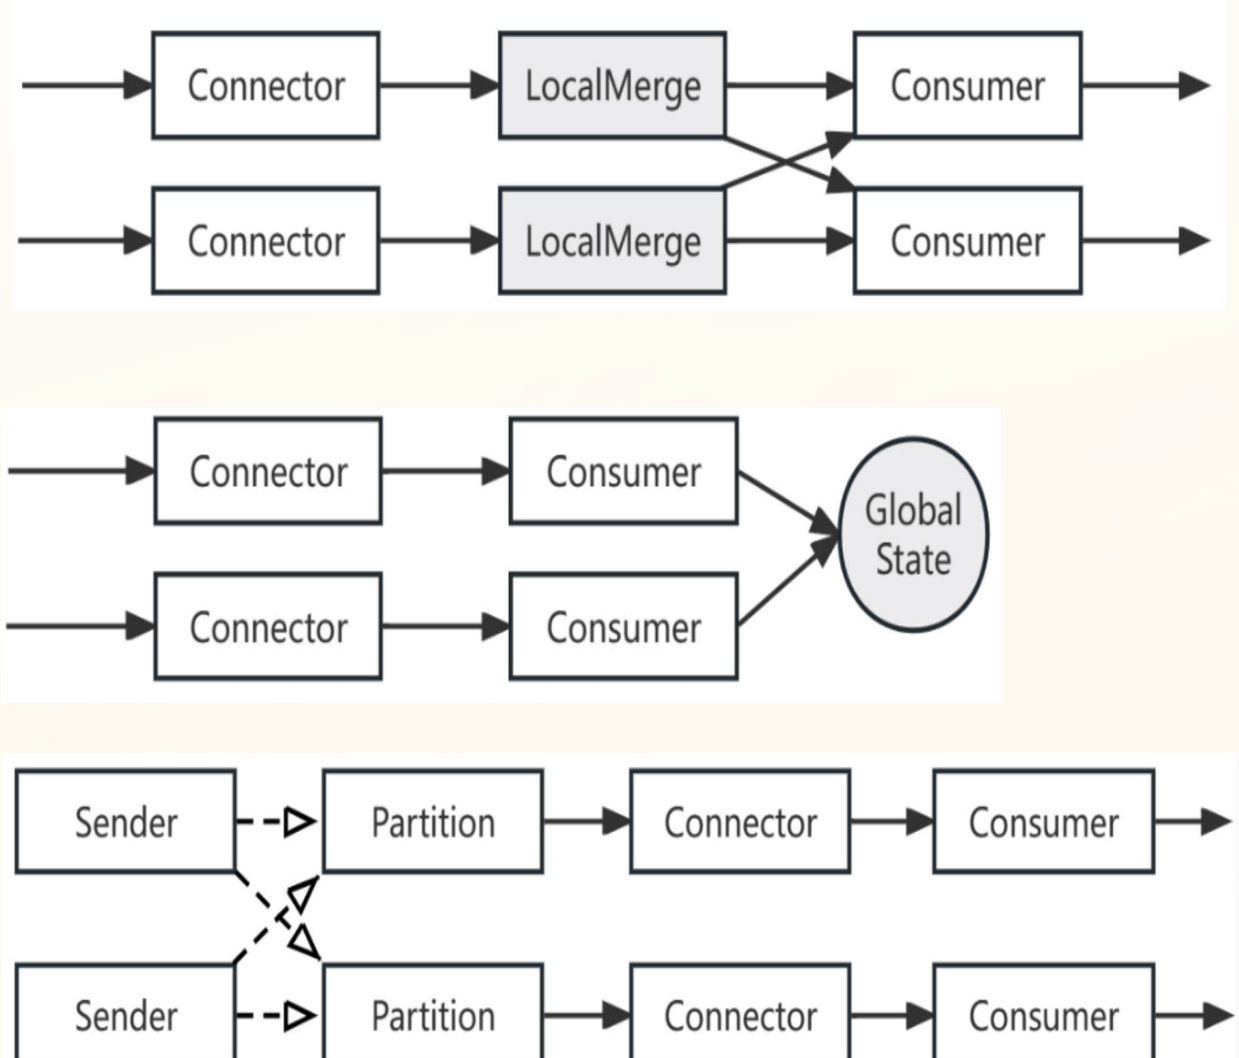 Connector
LocalMerge
Consumer
Connector
LocalMerge
Consumer
Connector
Consumer
Global
State
Connector
Consumer
Sender
Partition
Connector
Consumer
Sender
Partition
Connector
Consumer